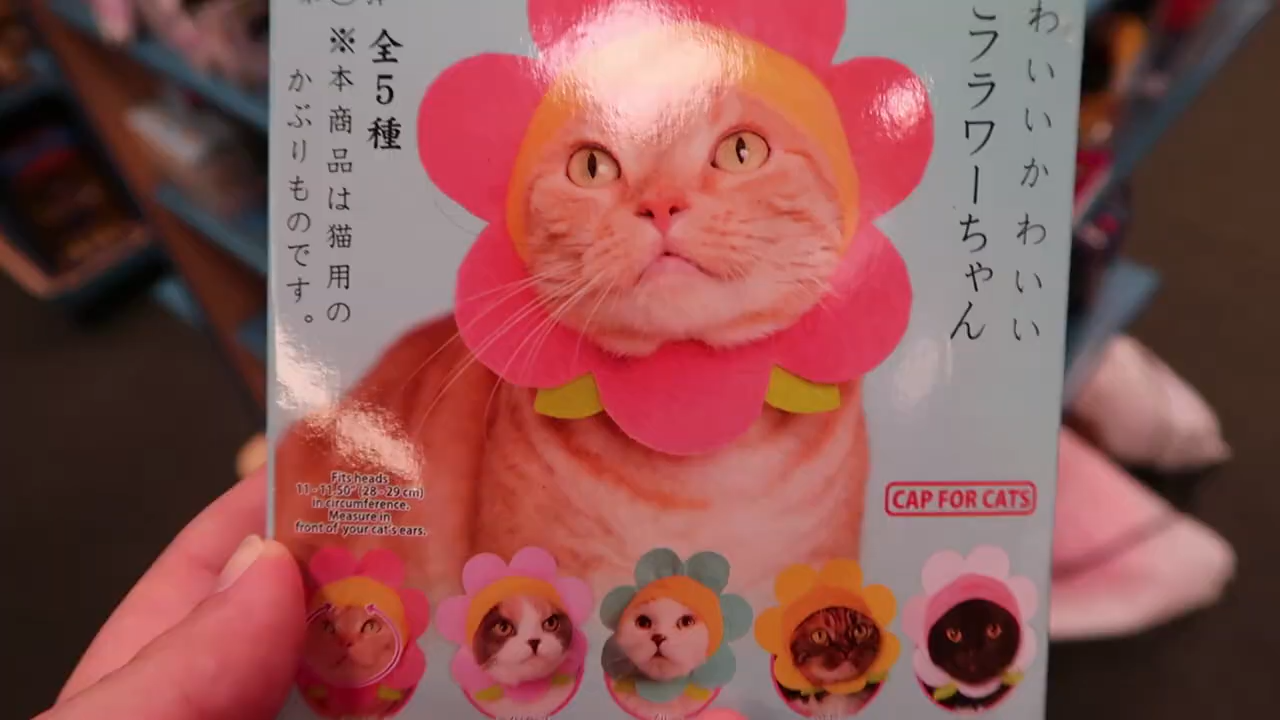 わいいかわいい
フラワーちゃん
全5種
※本商品は猫用の
かぶりものです。
Fits heads
11 - 11.50" (28 - 29 cm)
in circumference.
Measure in
front of your cat's ears.
CAP FOR CATS